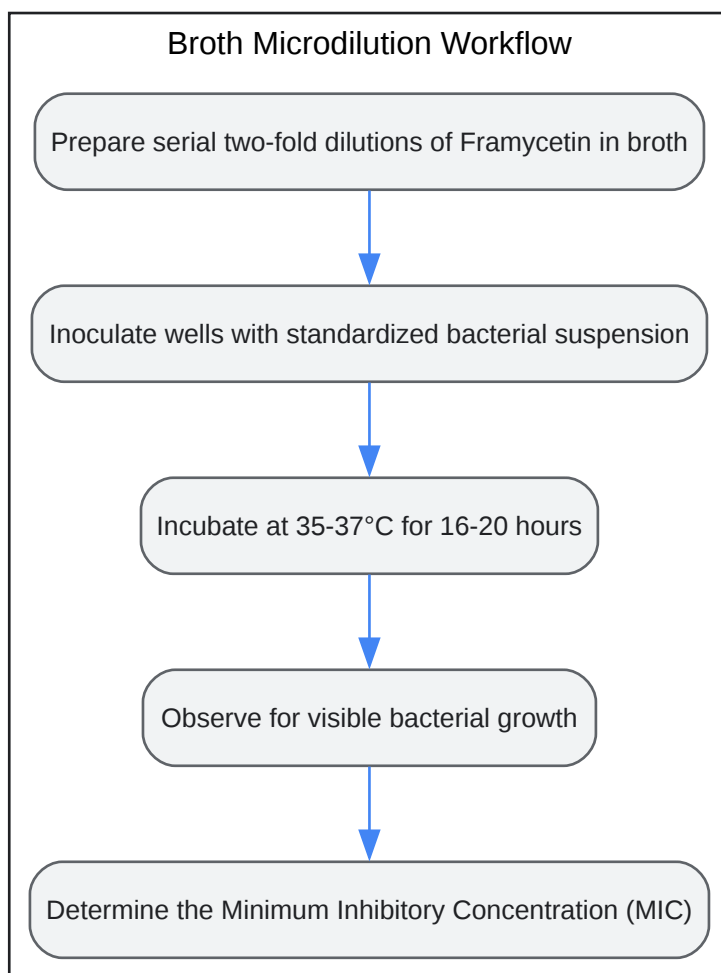 Broth Microdilution Workflow
Prepare serial two-fold dilutions of Framycetin in broth
Inoculate wells with standardized bacterial suspension
Incubate at 35-37°C for 16-20 hours
Observe for visible bacterial growth
Determine the Minimum Inhibitory Concentration (MIC)